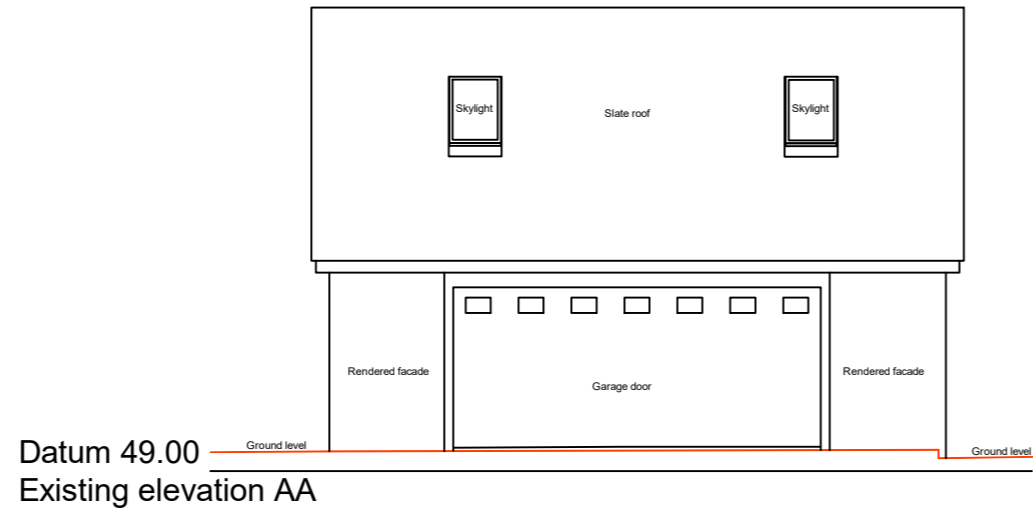 Skylight
Slate roof
Skylight
Rendered facade
Garage door
Rendered facade
Ground level
Ground level
Datum 49.00
Existing elevation AA